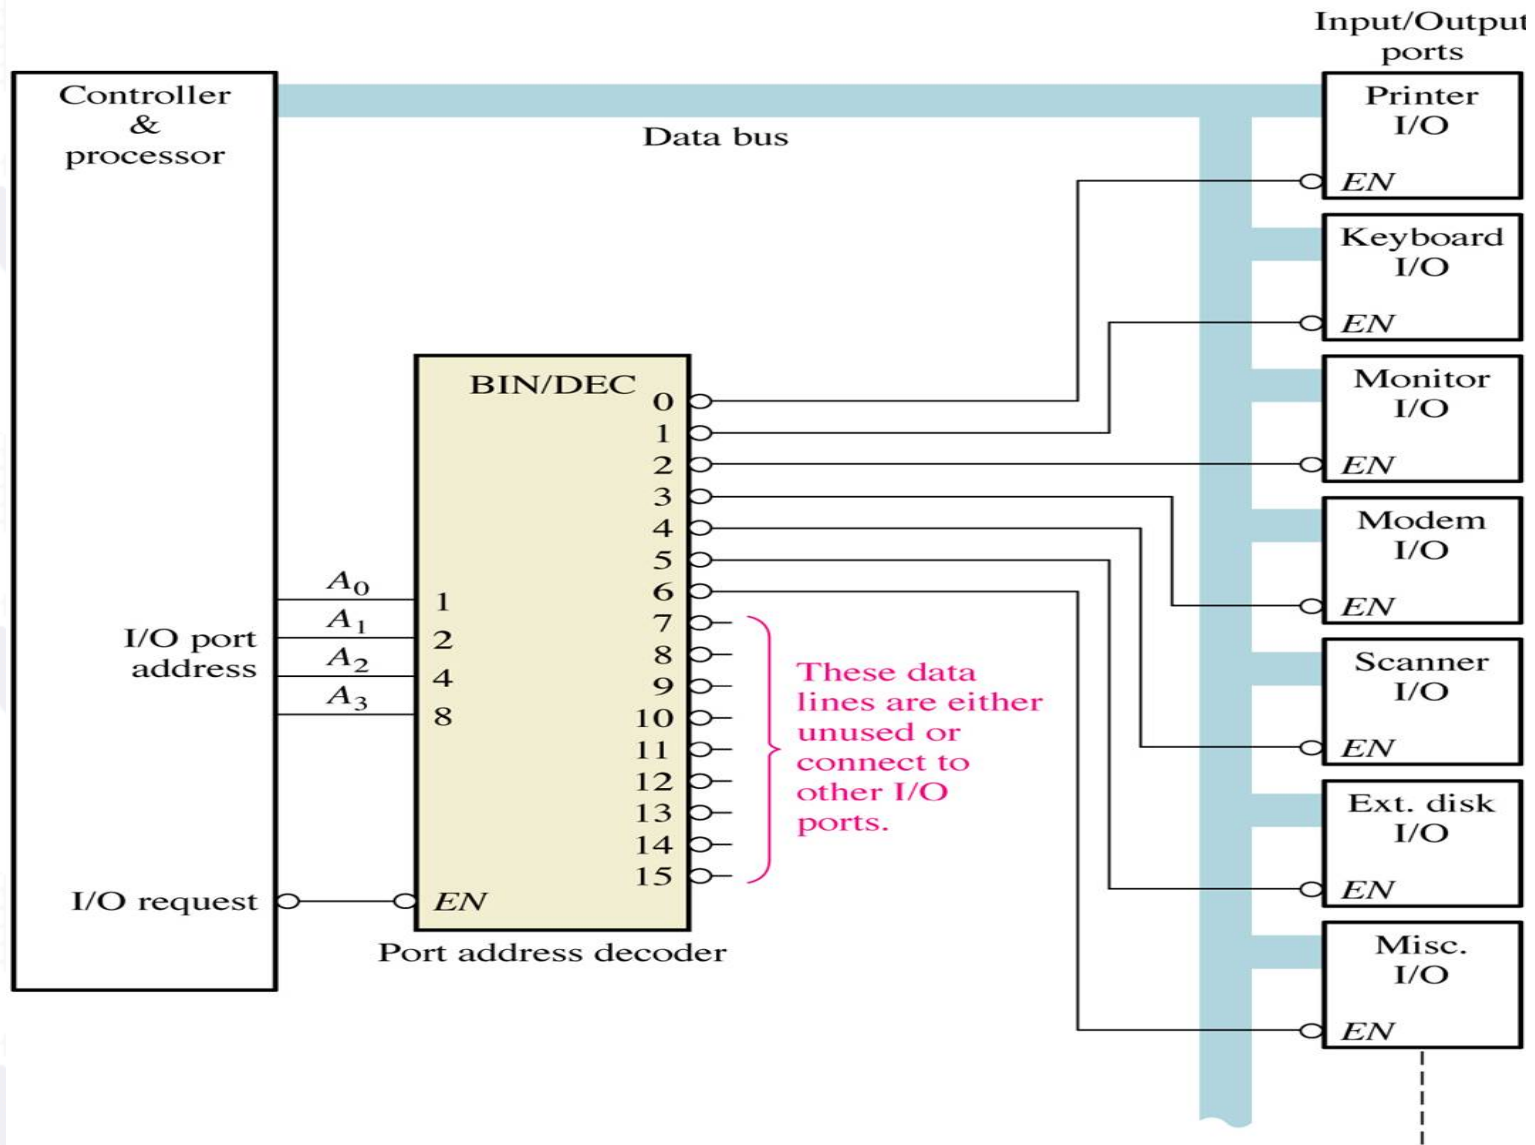 Input/Output
ports
Controller
&
processor
Data bus
Printer
I/O
EN
Keyboard
I/O
EN
Monitor
I/O
EN
Modem
I/O
EN
Scanner
I/O
EN
Ext. disk
I/O
EN
Misc.
I/O
EN
BIN/DEC
0
1
2
3
4
5
6
7
8
9
10
11
12
13
14
15
A0
A1
A2
A3
1
2
4
8
I/O port
address
I/O request
EN
Port address decoder
These data
lines are either
unused or
connect to
other I/O
ports.